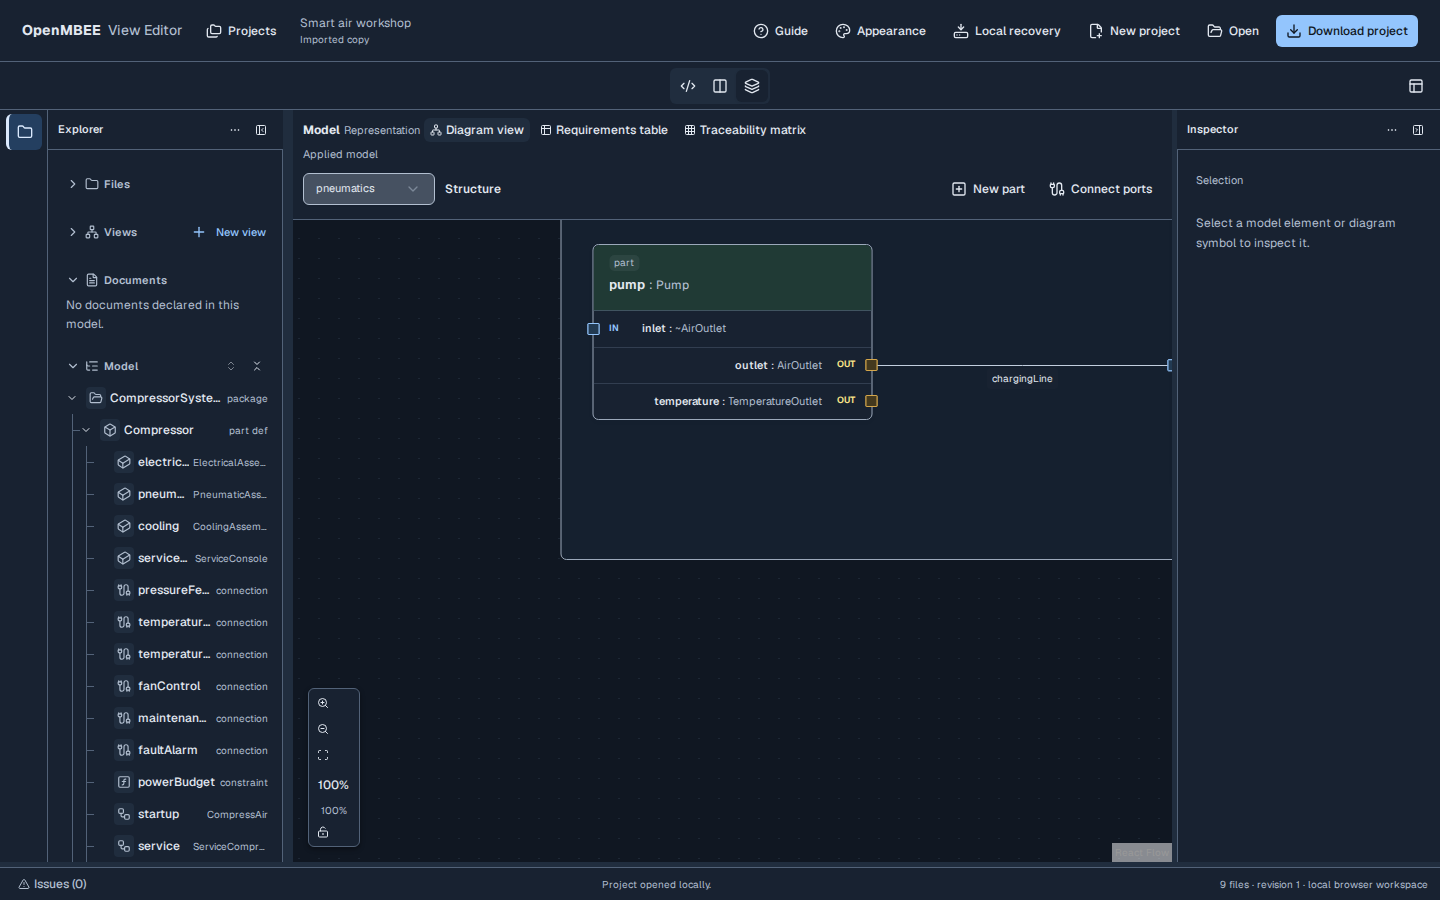 OpenMBEE View Editor
Projects
Smart air workshop
Imported copy
Guide
Appearance
Local recovery
New project
Open
Download project
Explorer
Files
Views
New view
Documents
No documents declared in this
model.
Model
CompressorSyste... package
Compressor part def
electric... ElectricalAsse...
pneum... PneumaticAss...
cooling CoolingAssem...
service... ServiceConsole
pressureFe... connection
temperatur... connection
temperatur... connection
fanControl connection
maintenan... connection
faultAlarm connection
powerBudget constraint
startup CompressAir
service ServiceCompr...
Model Representation Diagram view Requirements table Traceability matrix
Applied model
pneumatics Structure
New part
Connect ports
part
pump : Pump
IN inlet : ~AirOutlet
outlet : AirOutlet OUT
temperature : TemperatureOutlet OUT
chargingLine
100%
100%
React Flow
Inspector
Selection
Select a model element or diagram
symbol to inspect it.
Issues (0)
Project opened locally.
9 files · revision 1 · local browser workspace